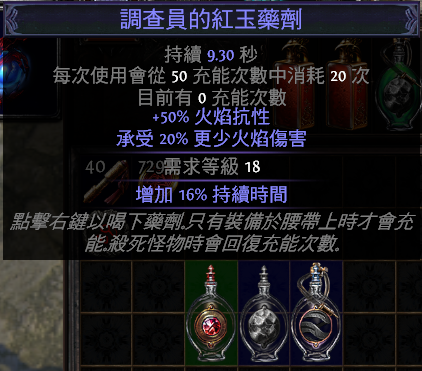 調查員的紅玉藥劑
持續 9.30 秒
每次使用會從 50 充能次數中消耗 20 次
目前有 0 充能次數
+50% 火焰抗性
承受 20% 更少火焰傷害
需求等級 18
增加 16% 持續時間
點擊右鍵以喝下藥劑.只有裝備於腰帶上時才會充
能.殺死怪物時會回復充能次數.
40